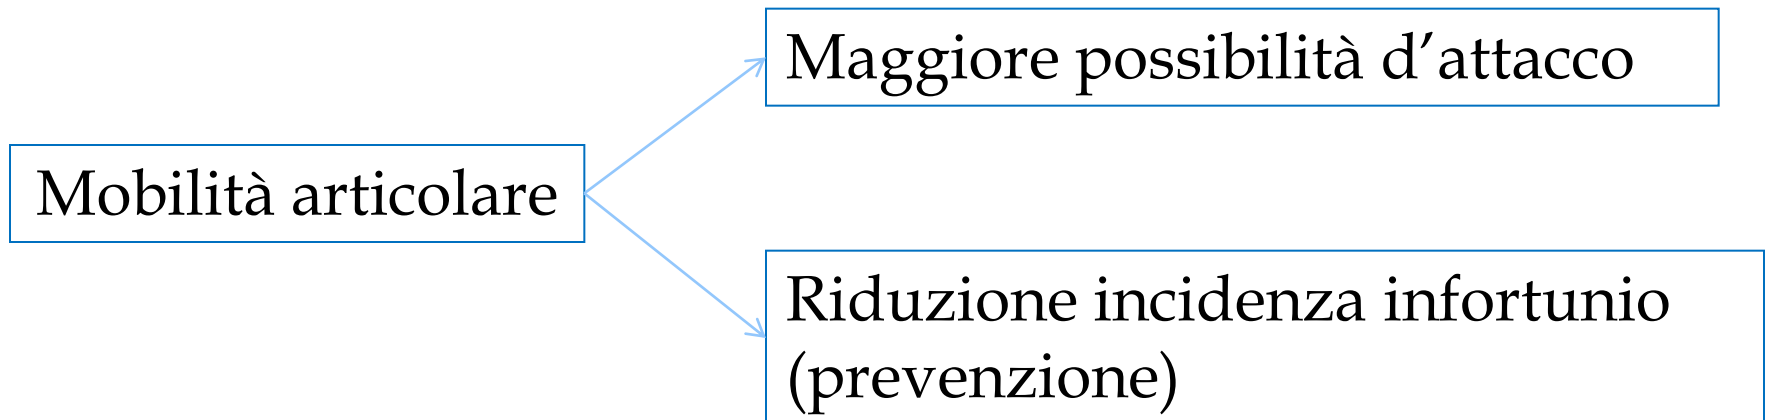 Maggiore possibilità d’attacco
Mobilità articolare
Riduzione incidenza infortunio
(prevenzione)